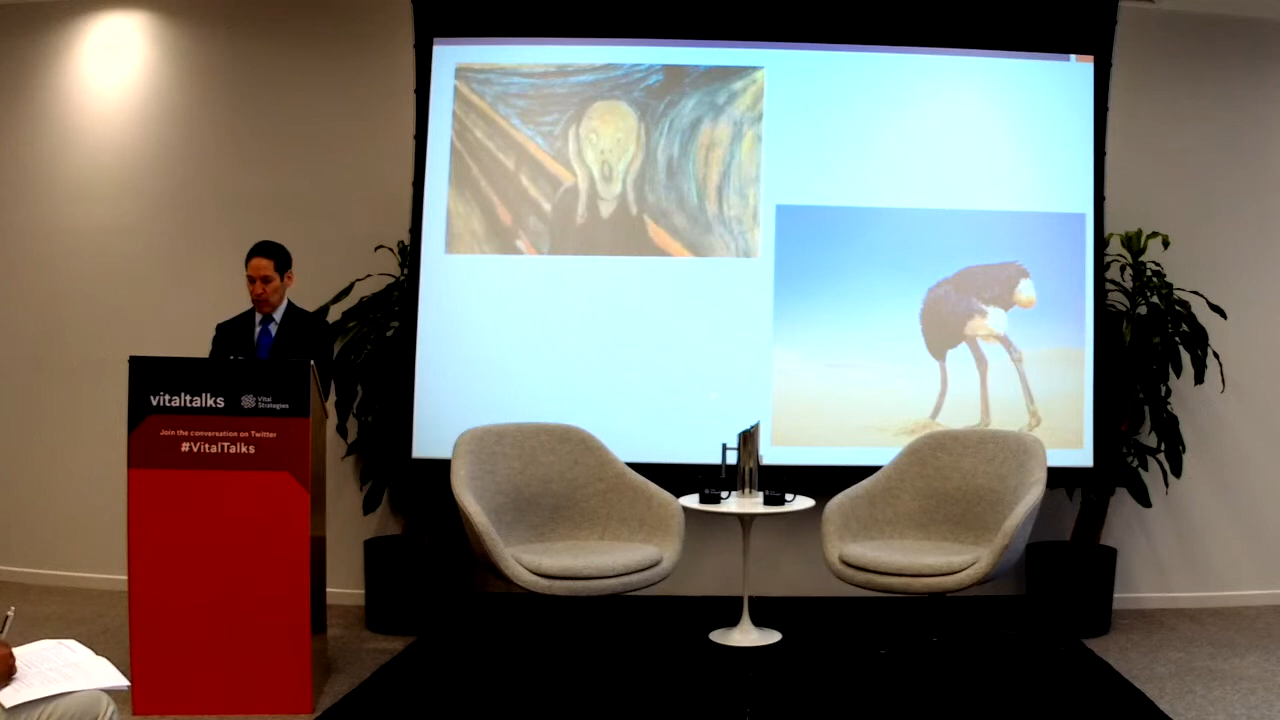 vitaltalks
Vital
Strategies
Join the conversation on Twitter
#VitalTalks